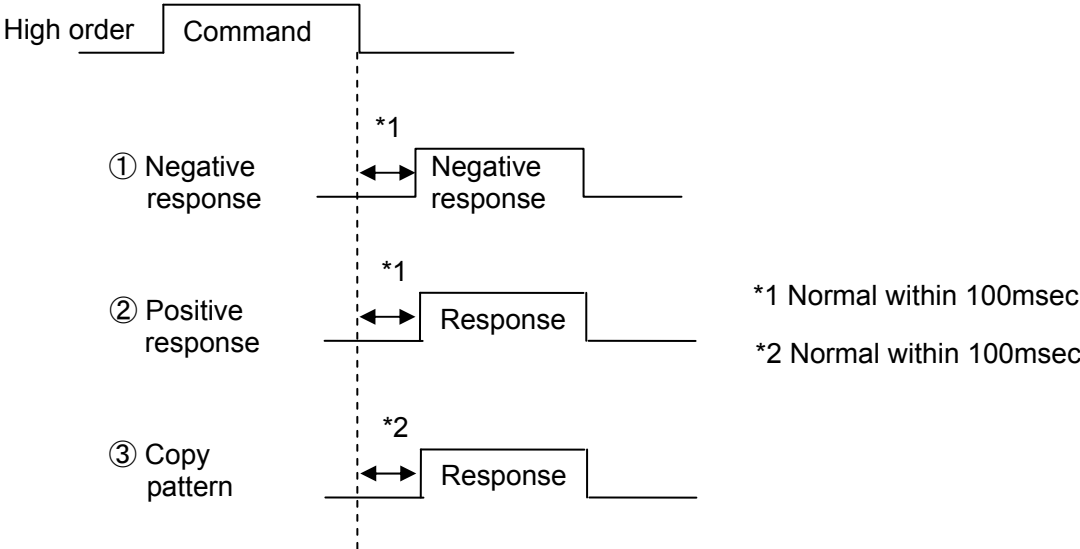 High order
Command
*1
① Negative
response
Negative
response
*1
② Positive
response
Response
*1 Normal within 100msec
*2 Normal within 100msec
*2
③ Copy
pattern
Response